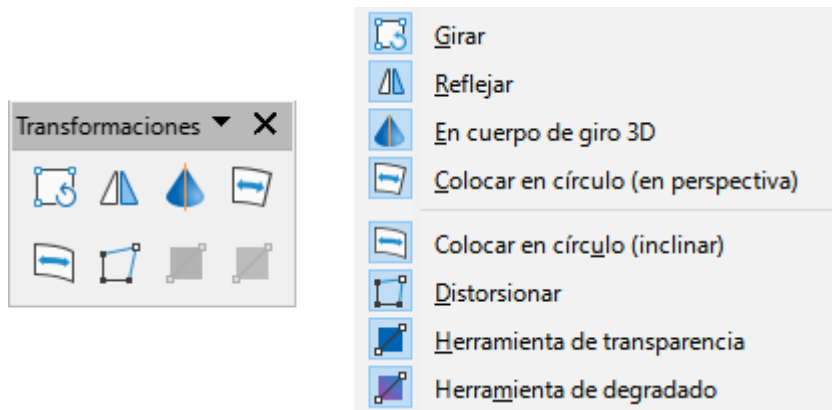 Transformaciones
Girar
Reflejar
En cuerpo de giro 3D
Colocar en círculo (en perspectiva)
Colocar en círculo (inclinar)
Distorsionar
Herramienta de transparencia
Herramienta de degradado